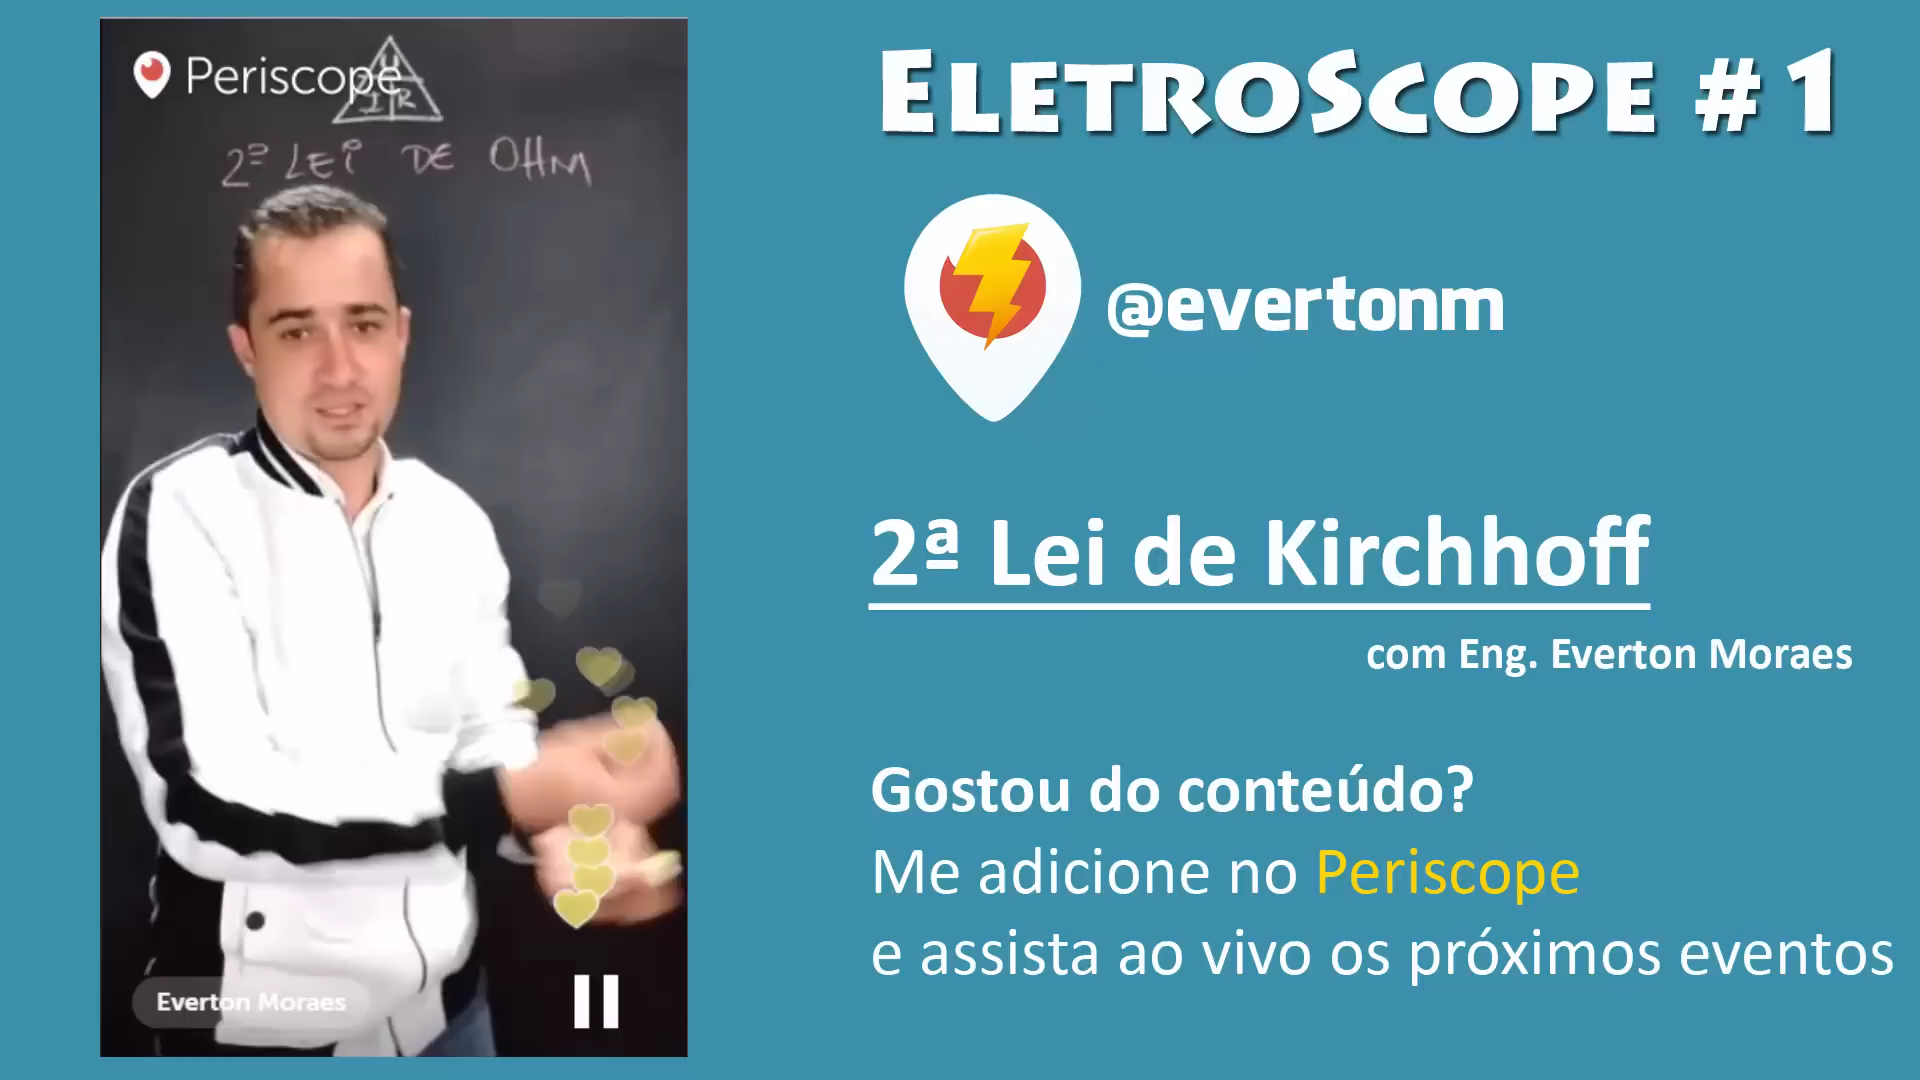 Periscope
U
I R
2ª LEI DE OHM
Everton Moraes
ELETROSCOPE #1
@evertonm
2ª Lei de Kirchhoff
com Eng. Everton Moraes
Gostou do conteúdo?
Me adicione no Periscope
e assista ao vivo os próximos eventos